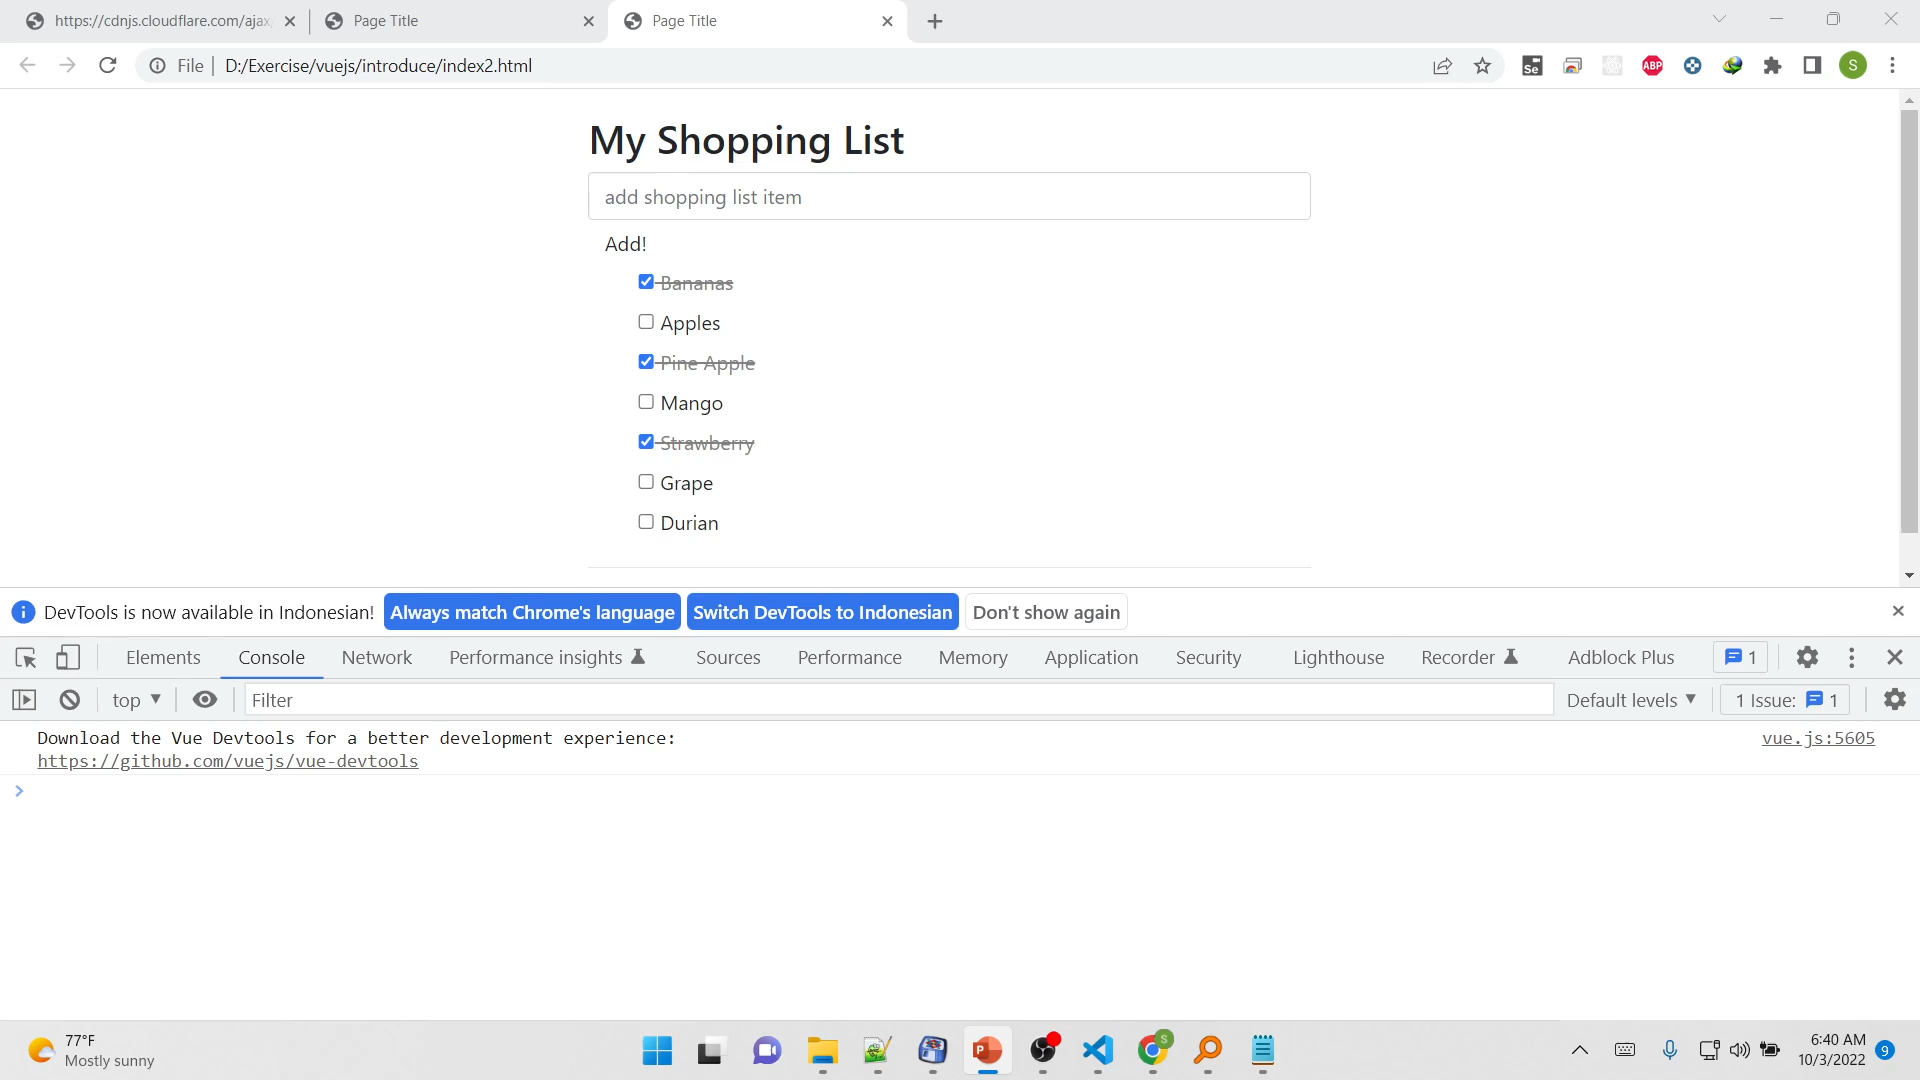 https://cdnjs.cloudflare.com/ajax
Page Title
Page Title
File
D:/Exercise/vuejs/introduce/index2.html
Se
ABP
S
My Shopping List
add shopping list item
Add!
Bananas
Apples
Pine Apple
Mango
Strawberry
Grape
Durian
DevTools is now available in Indonesian!
Always match Chrome's language
Switch DevTools to Indonesian
Don't show again
Elements
Console
Network
Performance insights
Sources
Performance
Memory
Application
Security
Lighthouse
Recorder
Adblock Plus
1
top
Filter
Default levels
1 Issue: 1
Download the Vue Devtools for a better development experience:
vue.js:5605
https://github.com/vuejs/vue-devtools
77°F
Mostly sunny
P
S
6:40 AM
10/3/2022
9